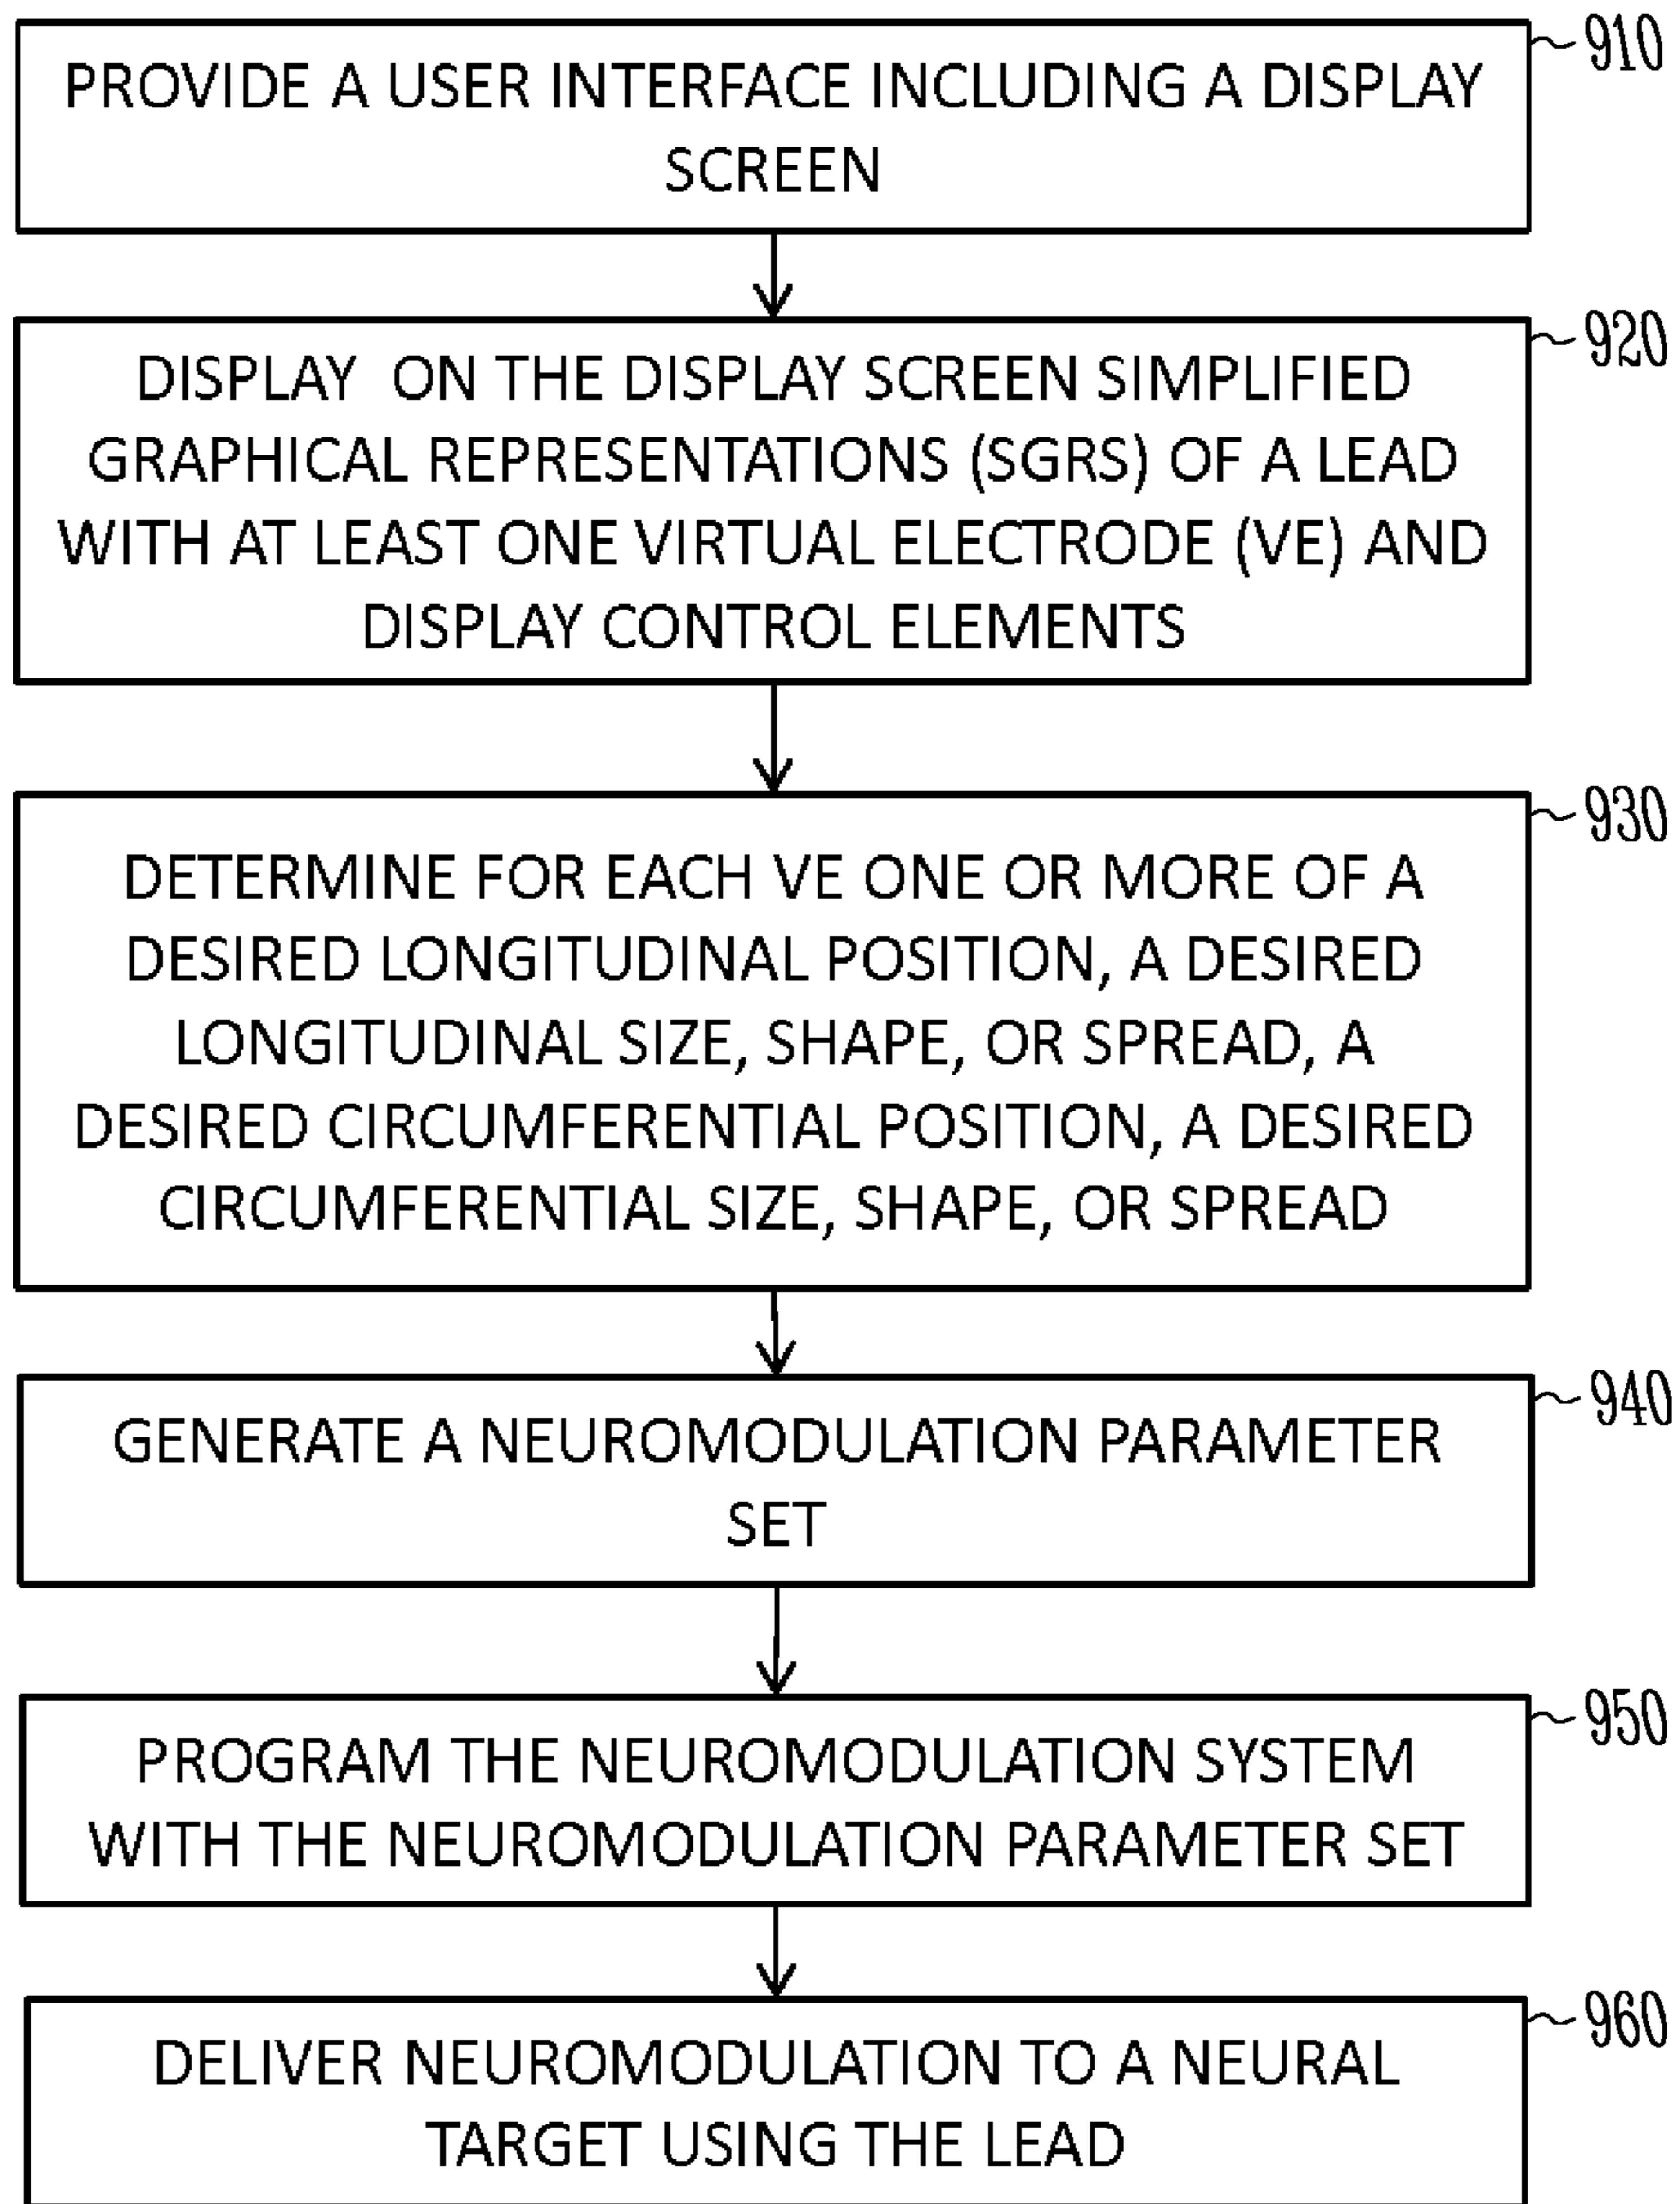 910
PROVIDE A USER INTERFACE INCLUDING A DISPLAY
SCREEN
920
DISPLAY ON THE DISPLAY SCREEN SIMPLIFIED
GRAPHICAL REPRESENTATIONS (SGRS) OF A LEAD
WITH AT LEAST ONE VIRTUAL ELECTRODE (VE) AND
DISPLAY CONTROL ELEMENTS
930
DETERMINE FOR EACH VE ONE OR MORE OF A
DESIRED LONGITUDINAL POSITION, A DESIRED
LONGITUDINAL SIZE, SHAPE, OR SPREAD, A
DESIRED CIRCUMFERENTIAL POSITION, A DESIRED
CIRCUMFERENTIAL SIZE, SHAPE, OR SPREAD
940
GENERATE A NEUROMODULATION PARAMETER
SET
950
PROGRAM THE NEUROMODULATION SYSTEM
WITH THE NEUROMODULATION PARAMETER SET
960
DELIVER NEUROMODULATION TO A NEURAL
TARGET USING THE LEAD